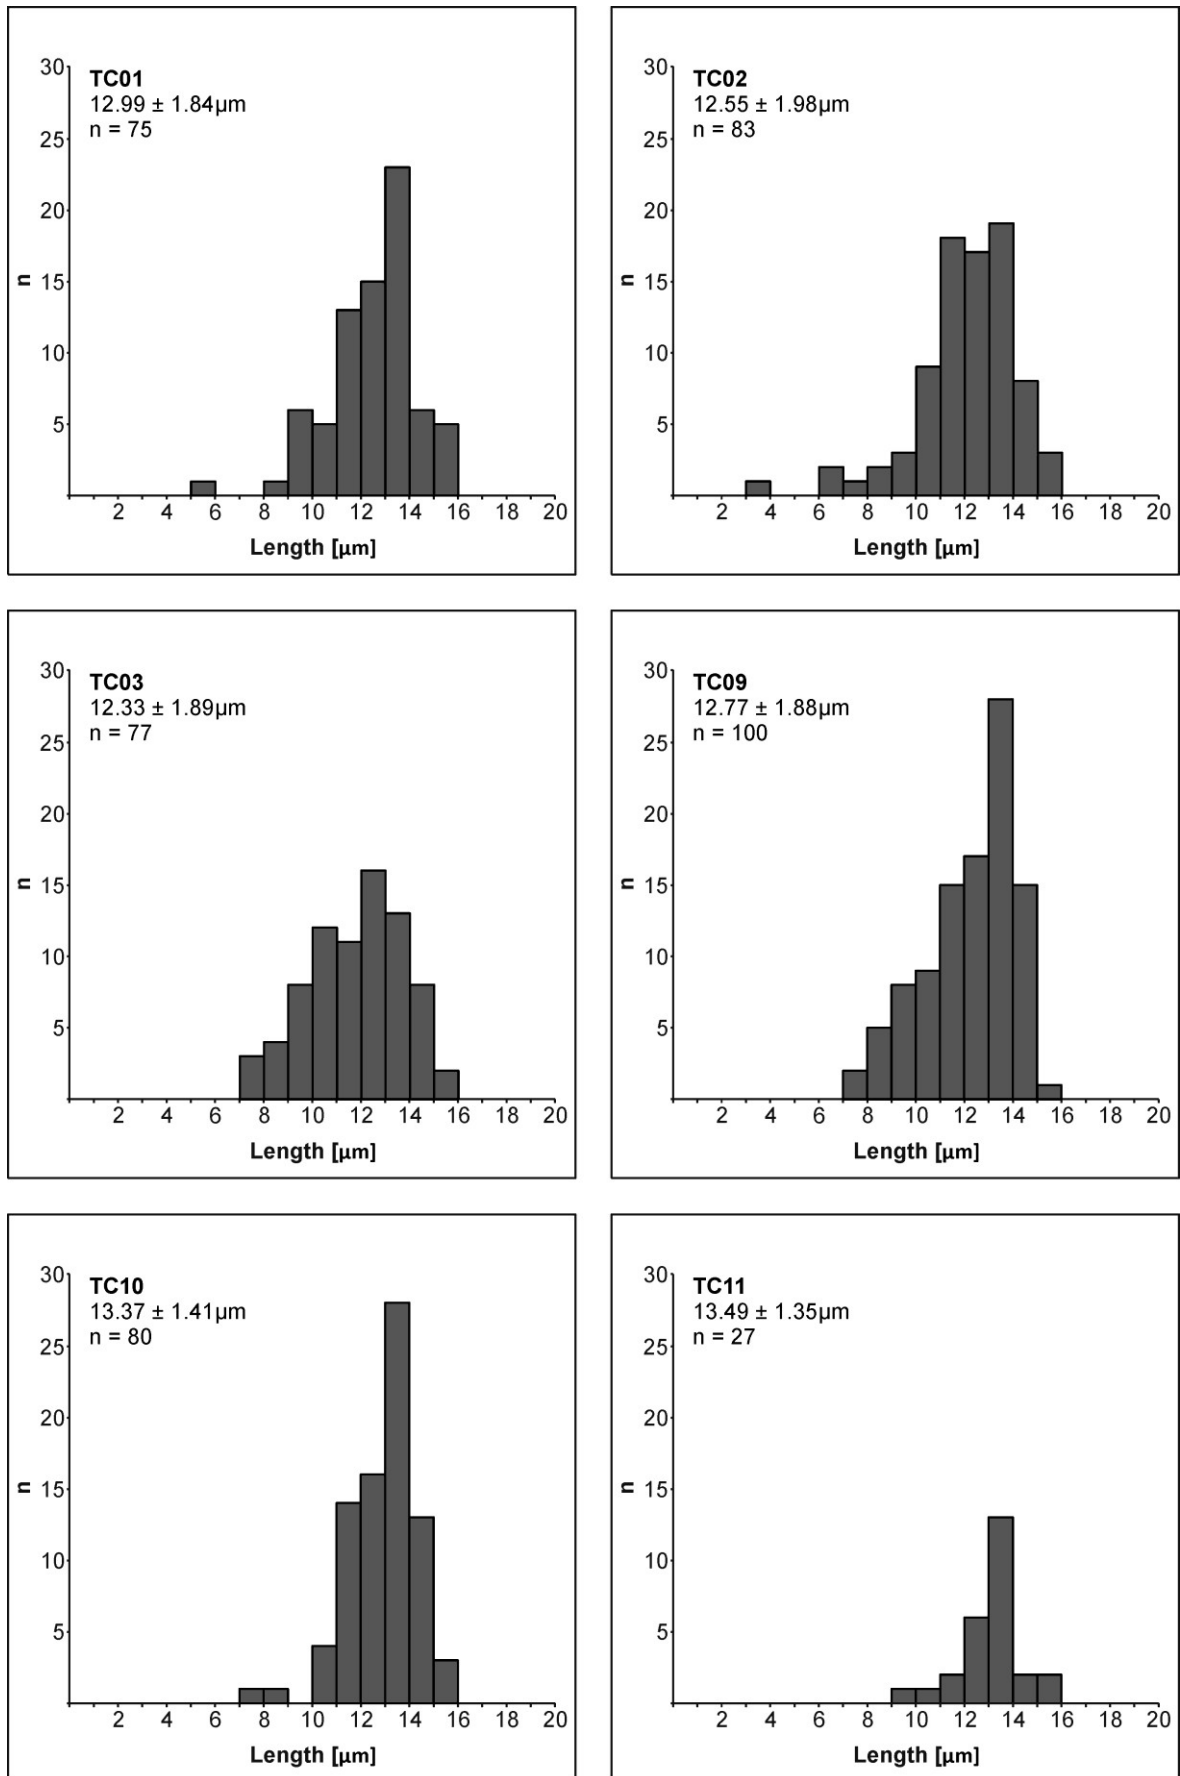 30
TC01
12.99 ± 1.84µm
n = 75
25
20
n
15
10
5
2 4 6 8 10 12 14 16 18 20
Length [µm]
30
TC02
12.55 ± 1.98µm
n = 83
25
20
n
15
10
5
2 4 6 8 10 12 14 16 18 20
Length [µm]
30
TC03
12.33 ± 1.89µm
n = 77
25
20
n
15
10
5
2 4 6 8 10 12 14 16 18 20
Length [µm]
30
TC09
12.77 ± 1.88µm
n = 100
25
20
n
15
10
5
2 4 6 8 10 12 14 16 18 20
Length [µm]
30
TC10
13.37 ± 1.41µm
n = 80
25
20
n
15
10
5
2 4 6 8 10 12 14 16 18 20
Length [µm]
30
TC11
13.49 ± 1.35µm
n = 27
25
20
n
15
10
5
2 4 6 8 10 12 14 16 18 20
Length [µm]